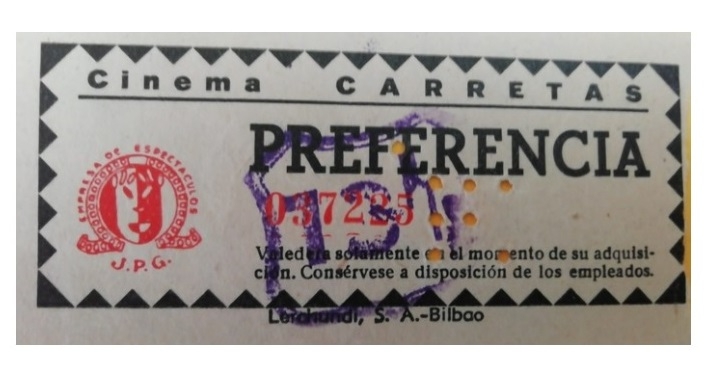 Cinema CARRETAS
PREFERENCIA
EMPRESA DE ESPECTACULOS
J.P.G.
037225
Valedera solamente en el momento de su adquisi-
ción. Consérvese a disposición de los empleados.
Lerchundi, S. A.-Bilbao